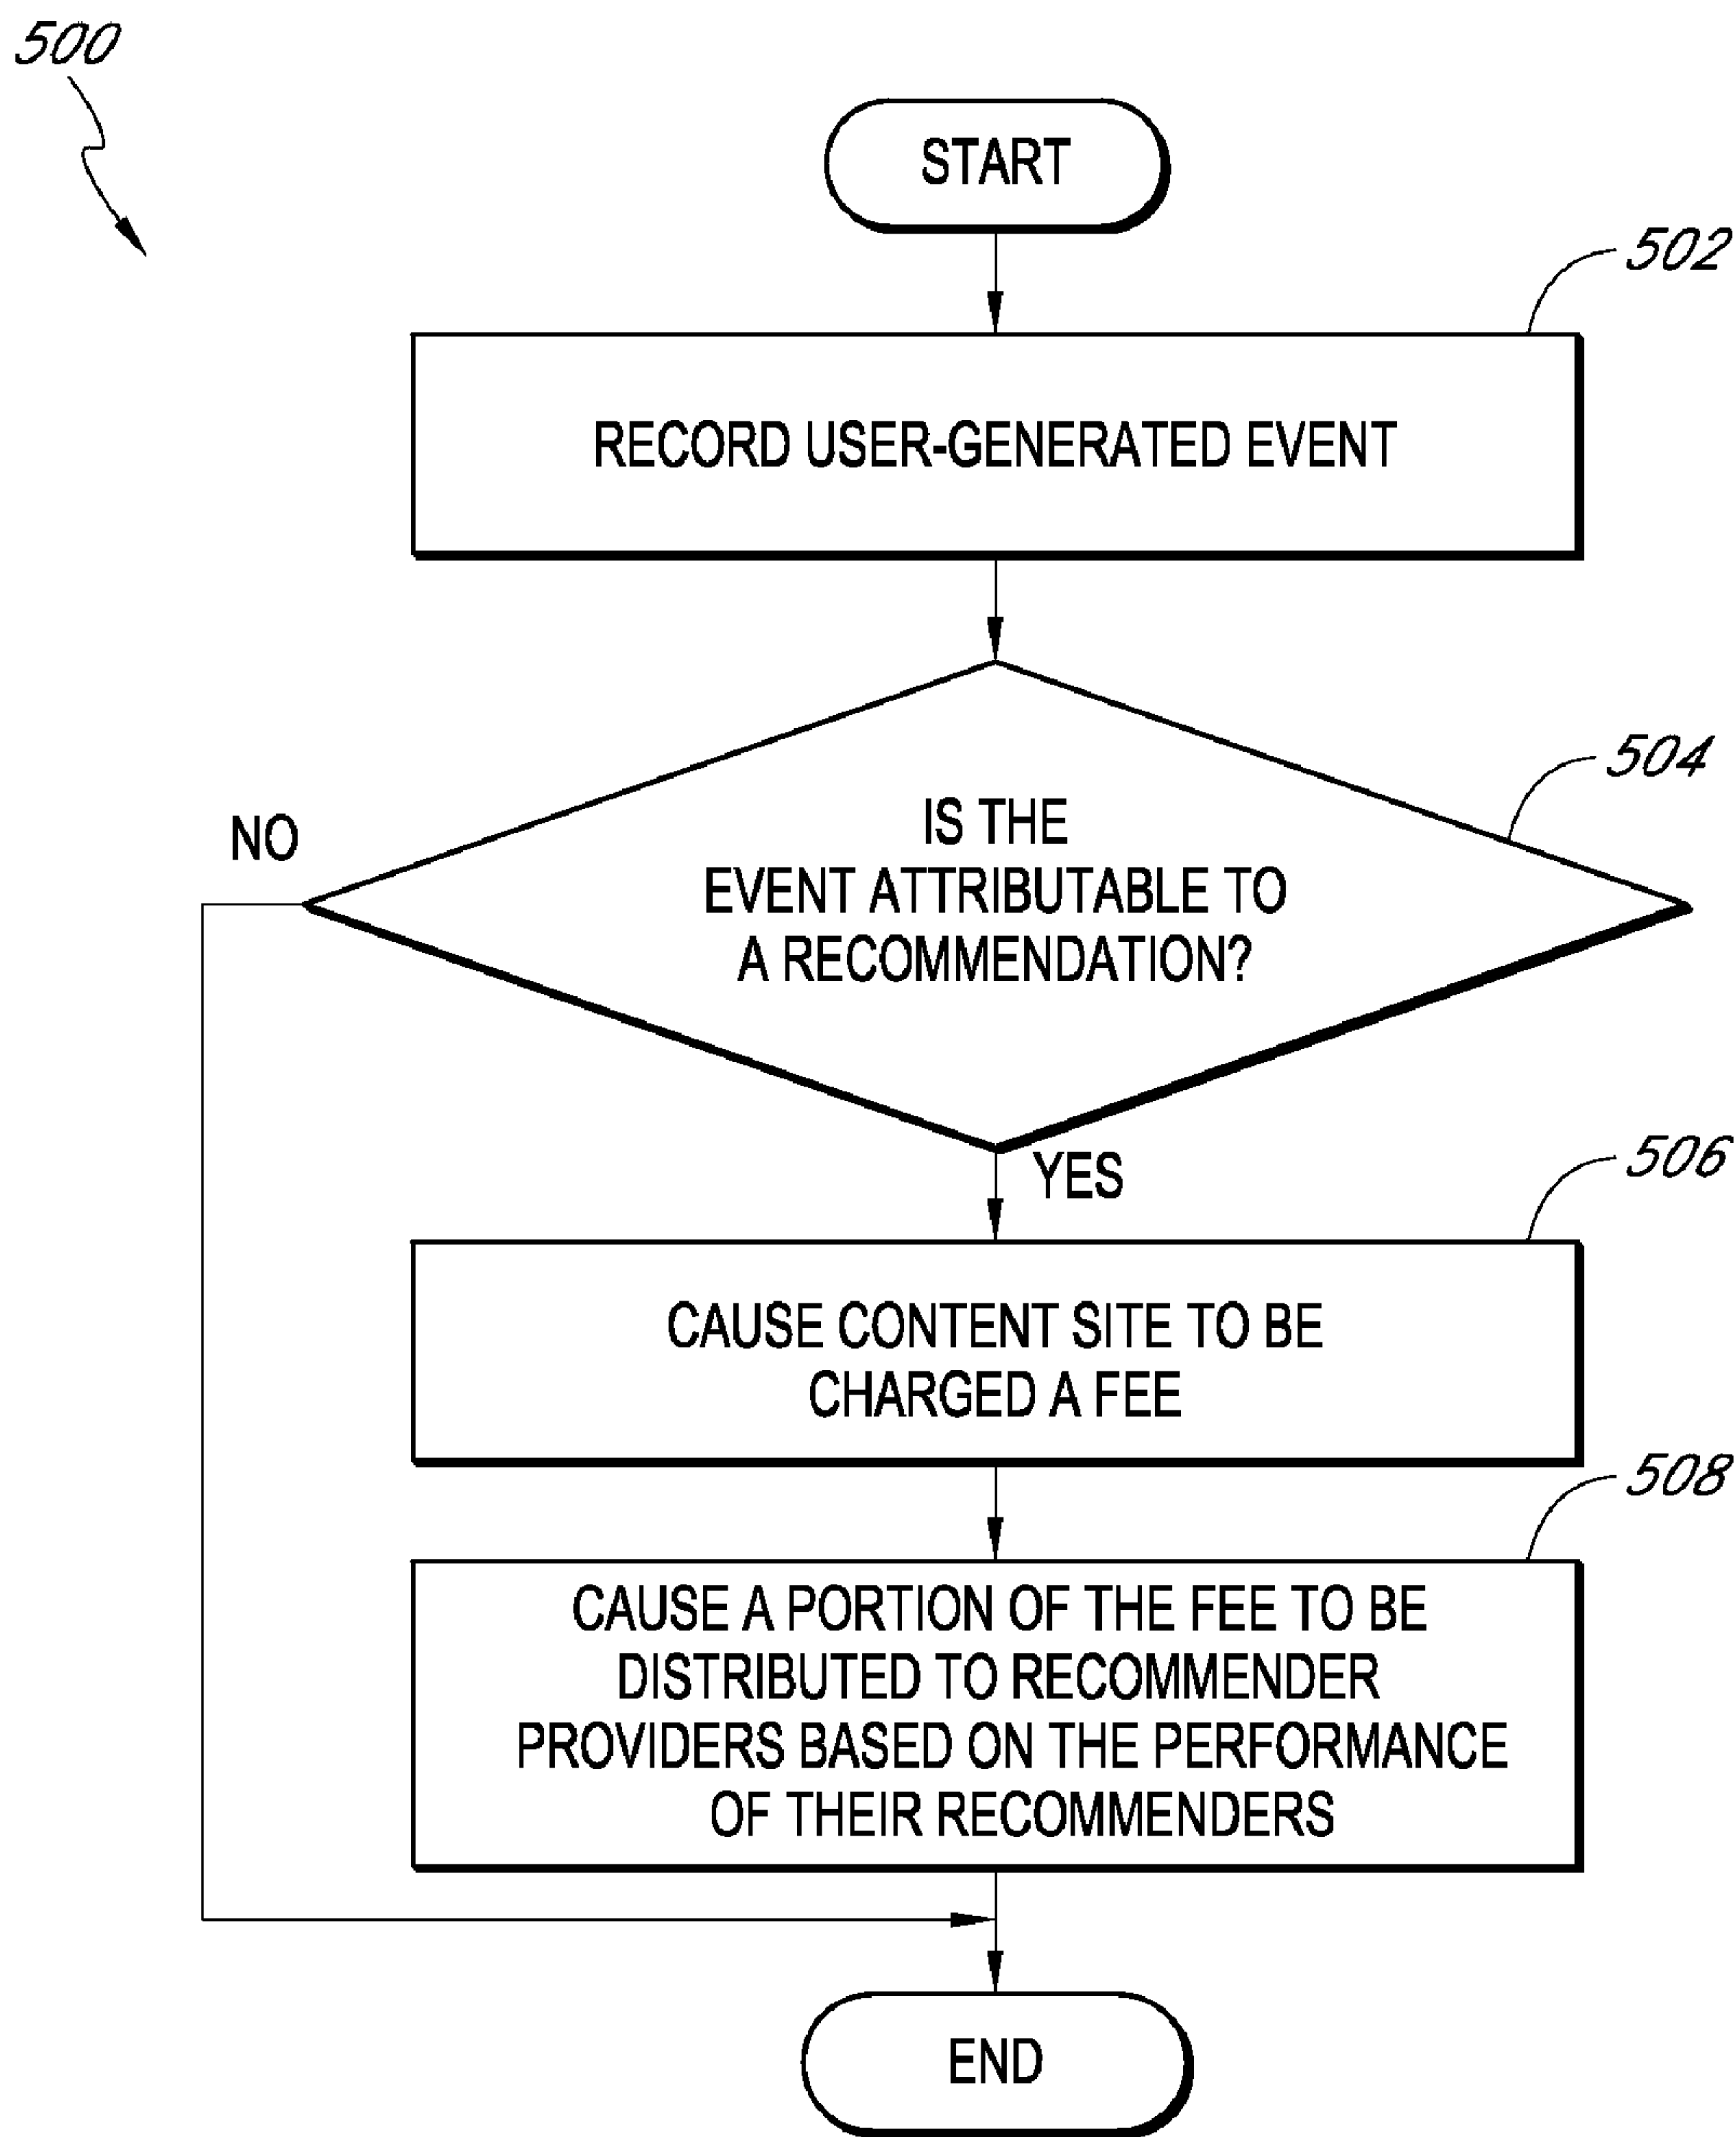 500
START
502
RECORD USER-GENERATED EVENT
504
NO
IS THE
EVENT ATTRIBUTABLE TO
A RECOMMENDATION?
YES
506
CAUSE CONTENT SITE TO BE
CHARGED A FEE
508
CAUSE A PORTION OF THE FEE TO BE
DISTRIBUTED TO RECOMMENDER
PROVIDERS BASED ON THE PERFORMANCE
OF THEIR RECOMMENDERS
END